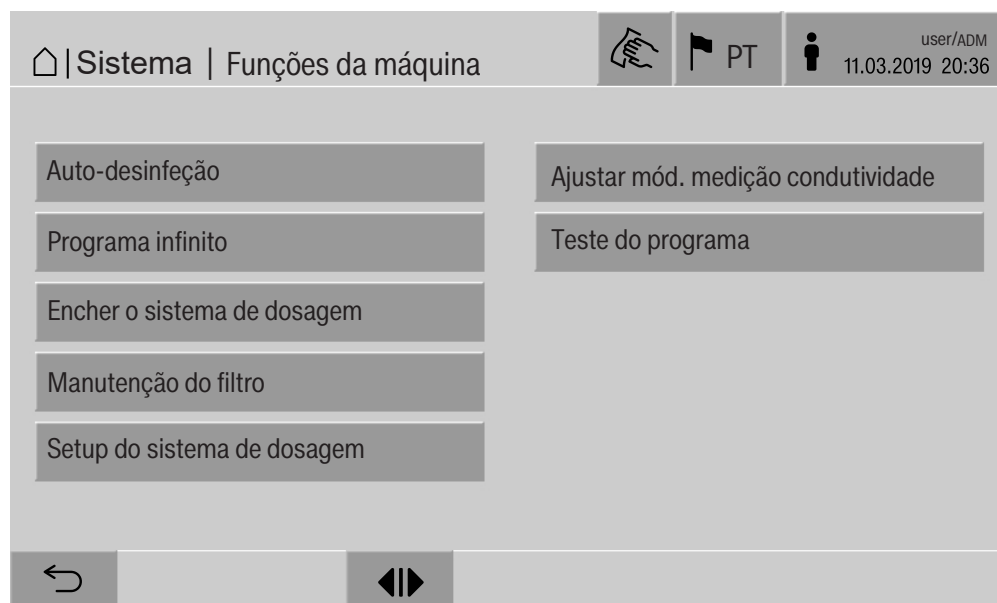 | Sistema | Funções da máquina
PT
user/ADM
11.03.2019 20:36
Auto-desinfeção
Programa infinito
Encher o sistema de dosagem
Manutenção do filtro
Setup do sistema de dosagem
Ajustar mód. medição condutividade
Teste do programa